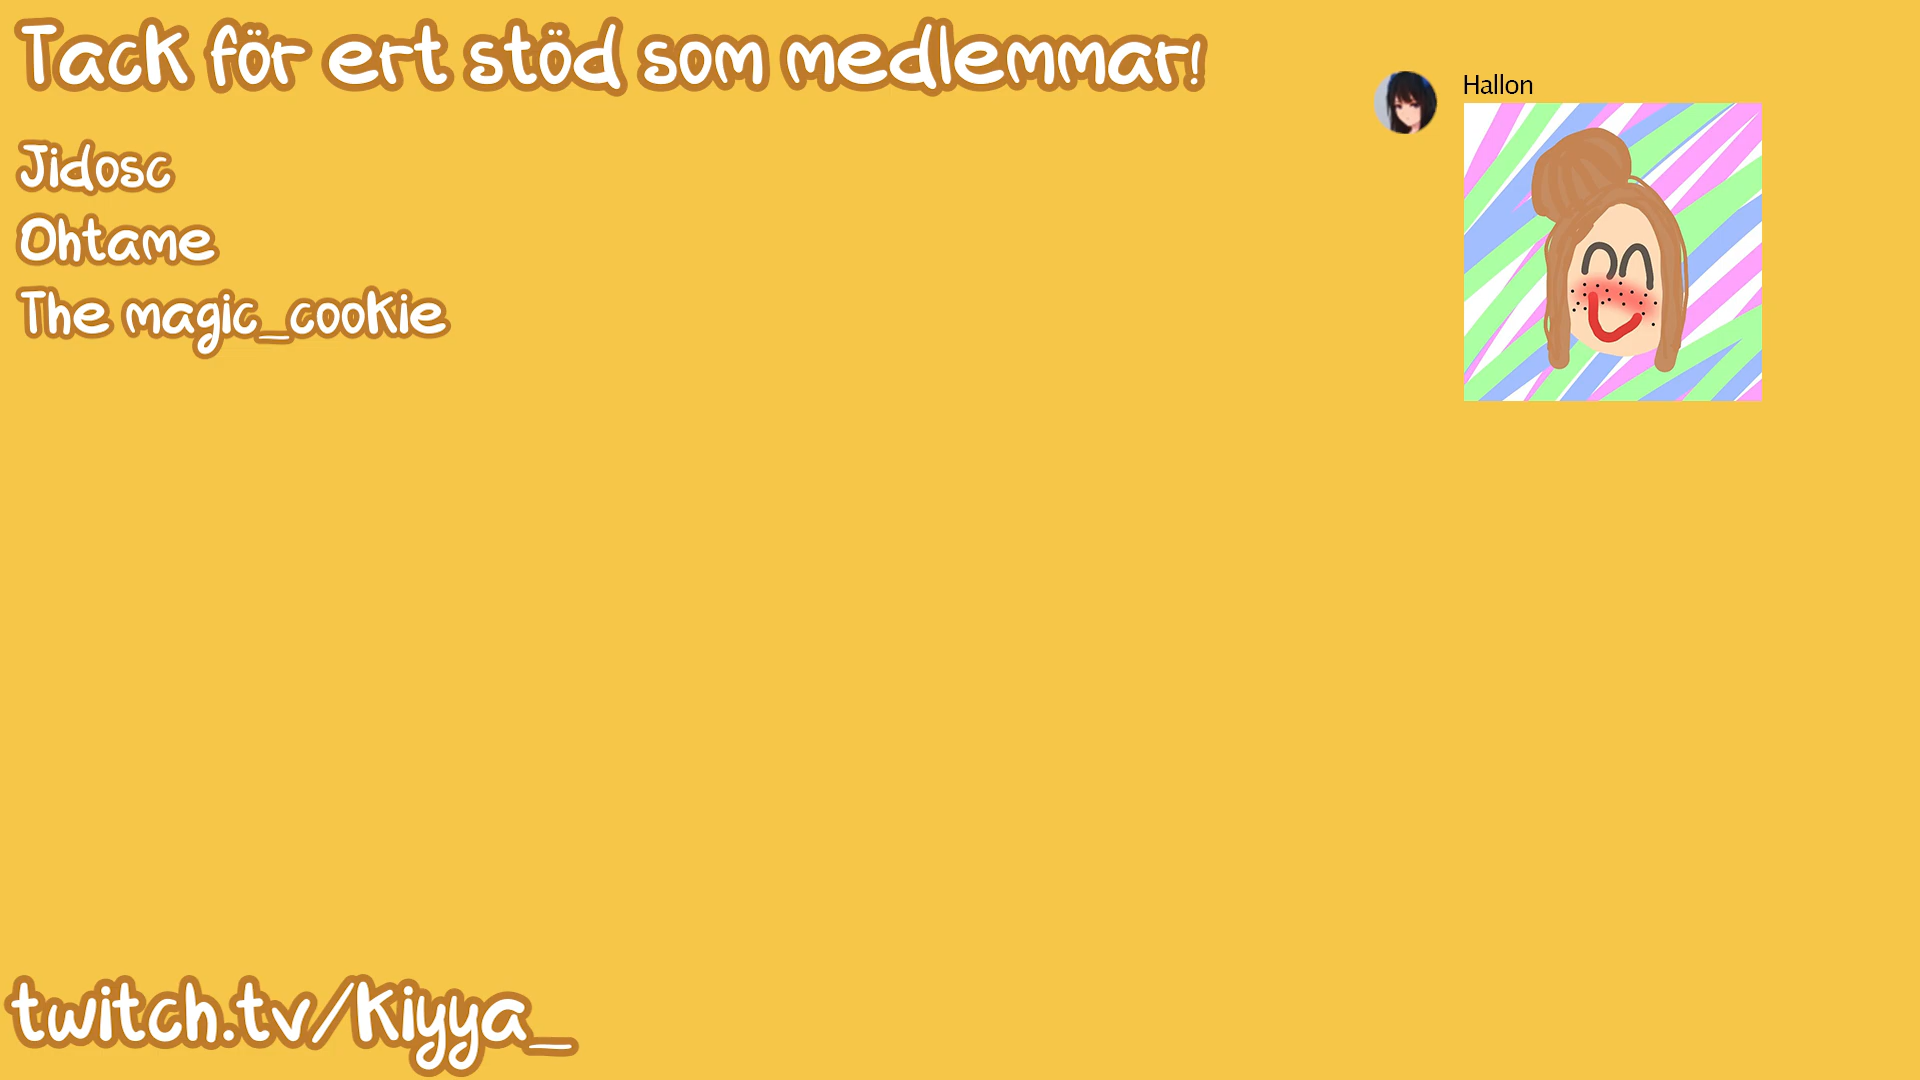 Tack för ert stöd som medlemmar!
Jidosc
Ohtame
The magic_cookie
Hallon
twitch.tv/Kiyya_